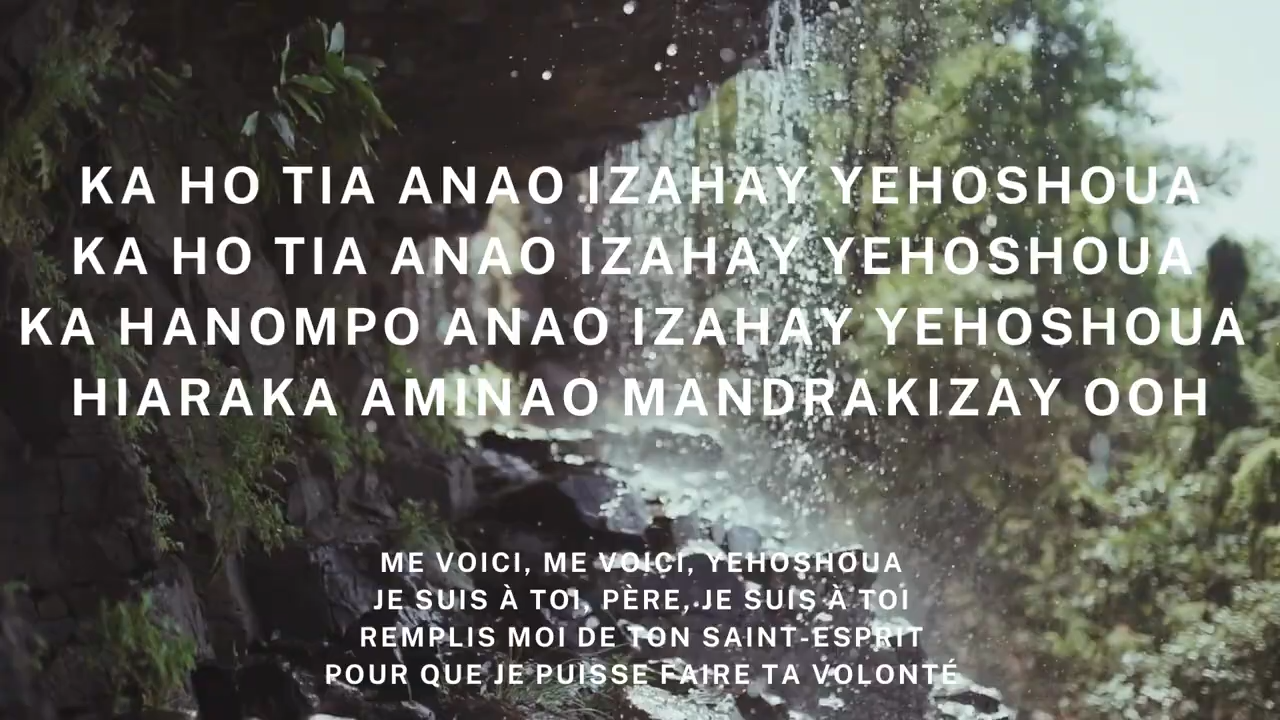 KA HO TIA ANAO IZAHAY YEHOSHOUA
KA HO TIA ANAO IZAHAY YEHOSHOUA
KA HANOMPO ANAO IZAHAY YEHOSHOUA
HIARAKA AMINAO MANDRAKIZAY OOH
ME VOICI, ME VOICI, YEHOSHOUA
JE SUIS À TOI, PÈRE, JE SUIS À TOI
REMPLIS MOI DE TON SAINT-ESPRIT
POUR QUE JE PUISSE FAIRE TA VOLONTÉ